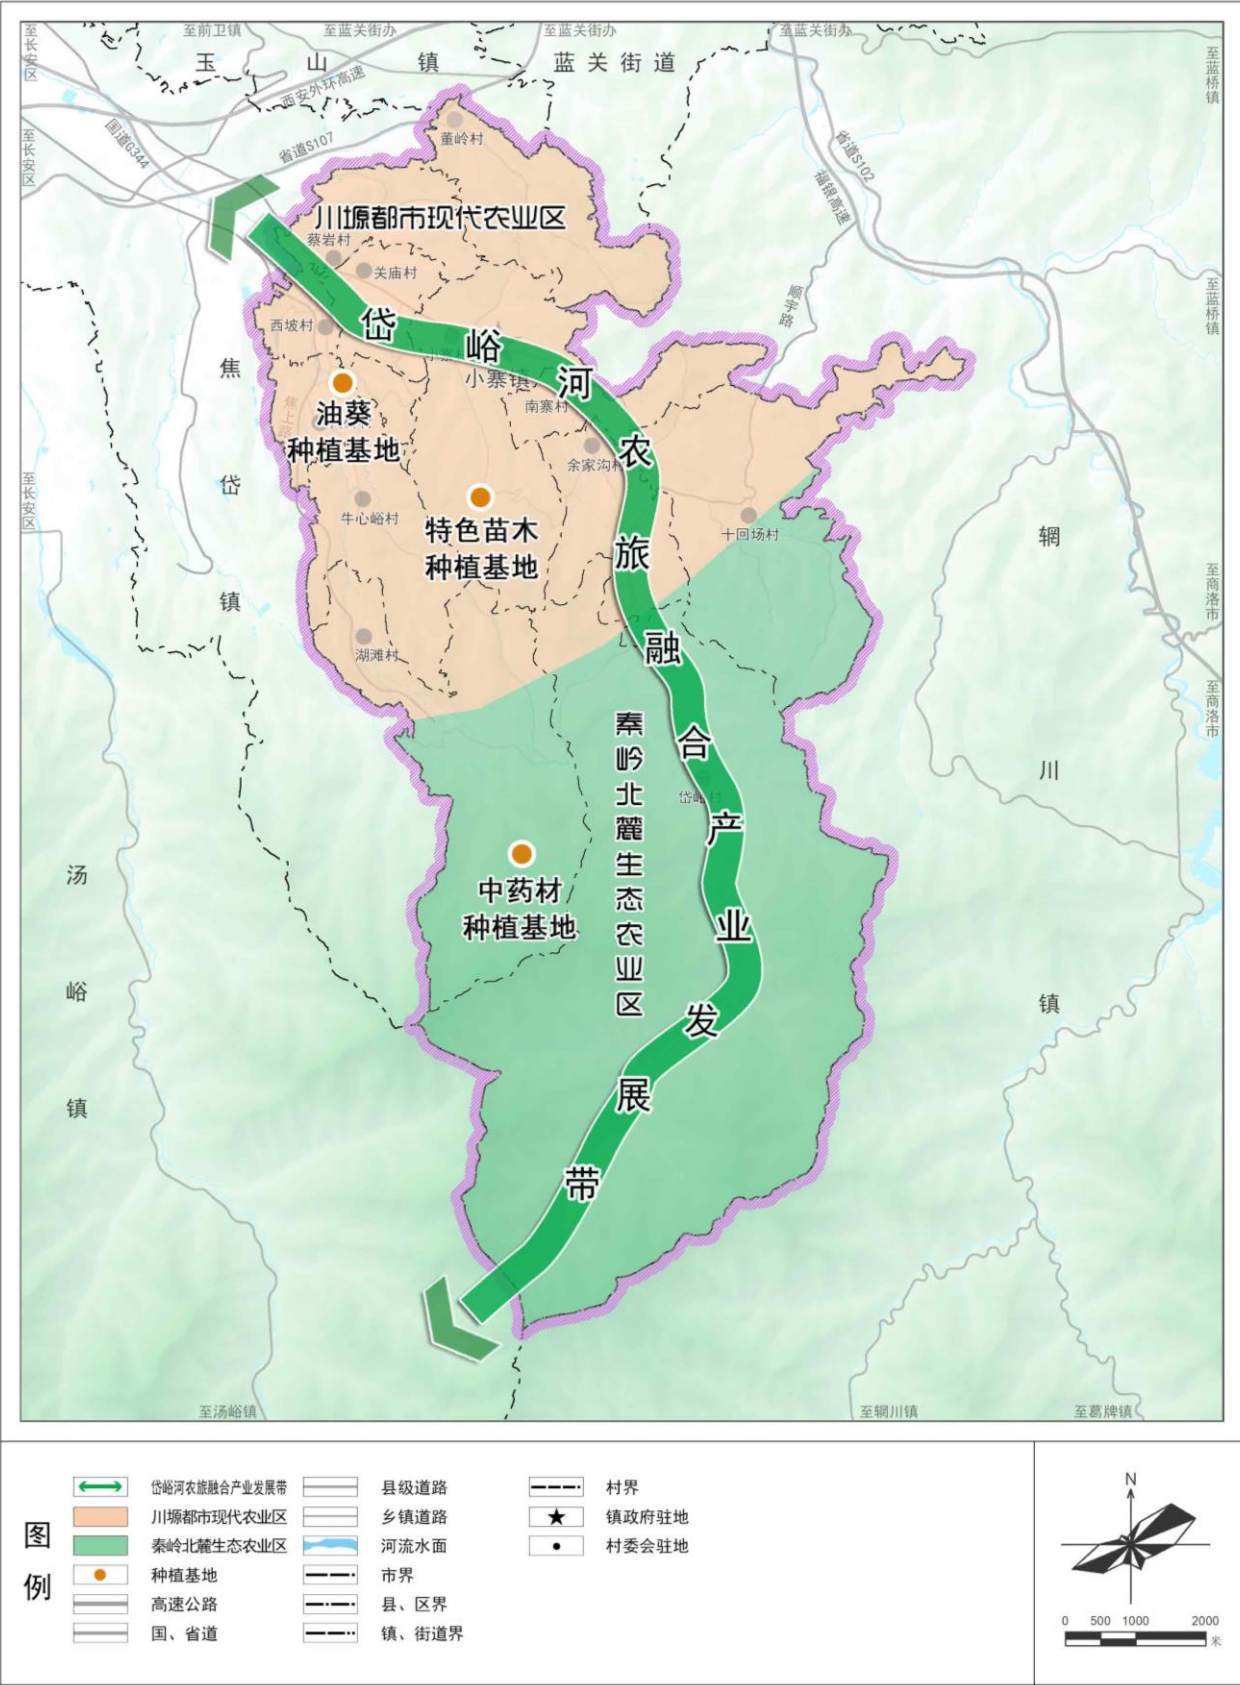 至前卫镇
至蓝关街办
至蓝关街办
至蓝关街办
至长安区
玉山镇
蓝关街道
至蓝桥镇
西安外环高速
国道G344
省道S107
至长安区
省道S102
福银高速
董岭村
川塬都市现代农业区
蔡岩村
关庙村
西坡村
顺宇路
至蓝桥镇
岱峪河农旅融合产业发展带
小寨镇
南寨村
油葵
种植基地
焦岱镇
余家沟村
至长安区
牛心峪村
特色苗木
种植基地
十回场村
辋川镇
至商洛市
湖滩村
至商洛市
秦岭北麓生态农业区
岱峪村
汤峪镇
中药材
种植基地
至汤峪镇
至辋川镇
至葛牌镇
图例
岱峪河农旅融合产业发展带
川塬都市现代农业区
秦岭北麓生态农业区
种植基地
高速公路
国、省道
县级道路
乡镇道路
河流水面
市界
县、区界
镇、街道界
村界
镇政府驻地
村委会驻地
N
0 500 1000 2000
米